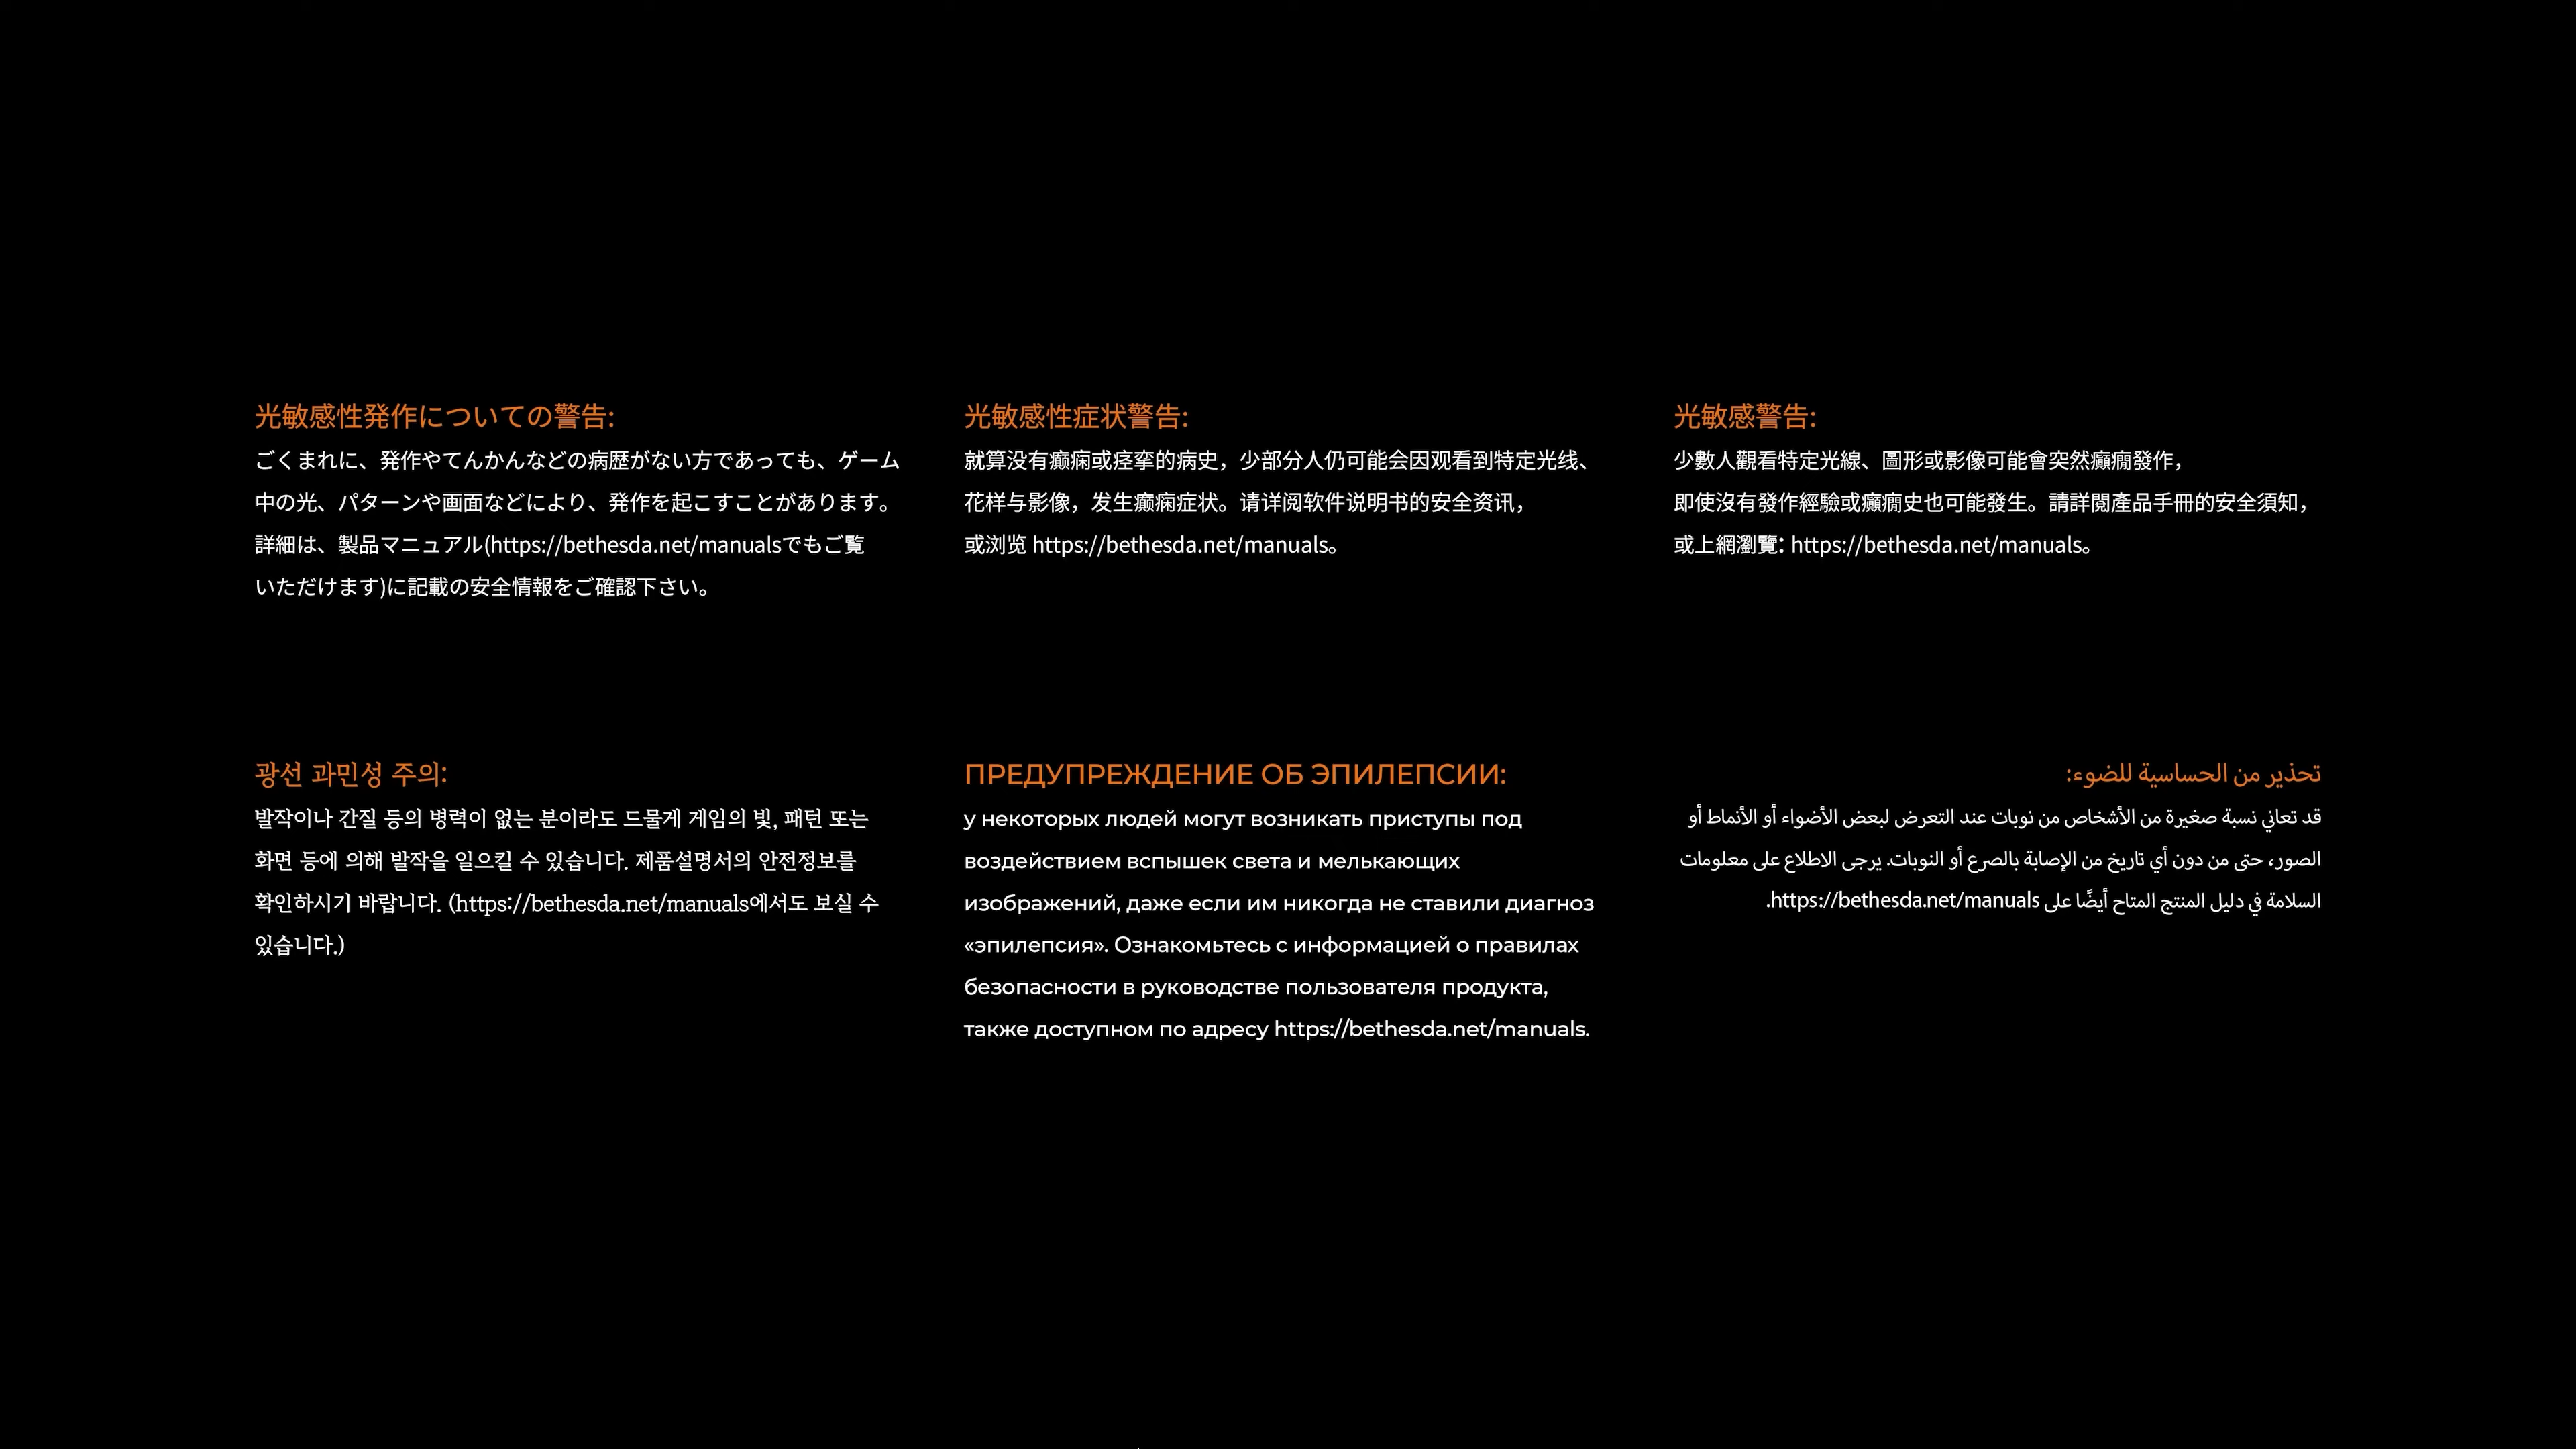 光敏感性発作についての警告:
ごくまれに、発作やてんかんなどの病歴がない方であっても、ゲーム
中の光、パターンや画面などにより、発作を起こすことがあります。
詳細は、製品マニュアル(https://bethesda.net/manualsでもご覧
いただけます)に記載の安全情報をご確認下さい。
光敏感性症状警告:
就算没有癫痫或痉挛的病史，少部分人仍可能会因观看到特定光线、
花样与影像，发生癫痫症状。请详阅软件说明书的安全资讯，
或浏览 https://bethesda.net/manuals。
光敏感警告:
少數人觀看特定光線、圖形或影像可能會突然癲癇發作，
即使沒有發作經驗或癲癇史也可能發生。請詳閱產品手冊的安全須知，
或上網瀏覽：https://bethesda.net/manuals。
광선 과민성 주의:
발작이나 간질 등의 병력이 없는 분이라도 드물게 게임의 빛, 패턴 또는
화면 등에 의해 발작을 일으킬 수 있습니다. 제품설명서의 안전정보를
확인하시기 바랍니다. (https://bethesda.net/manuals에서도 보실 수
있습니다.)
ПРЕДУПРЕЖДЕНИЕ ОБ ЭПИЛЕПСИИ:
у некоторых людей могут возникать приступы под
воздействием вспышек света и мелькающих
изображений, даже если им никогда не ставили диагноз
«эпилепсия». Ознакомьтесь с информацией о правилах
безопасности в руководстве пользователя продукта,
также доступном по адресу https://bethesda.net/manuals.
تحذير من الحساسية للضوء:
قد تعاني نسبة صغيرة من الأشخاص من نوبات عند التعرض لبعض الأضواء أو الأنماط أو
الصور، حتى من دون أي تاريخ من الإصابة بالصرع أو النوبات. يرجى الاطلاع على معلومات
السلامة في دليل المنتج المتاح أيضًا على https://bethesda.net/manuals.